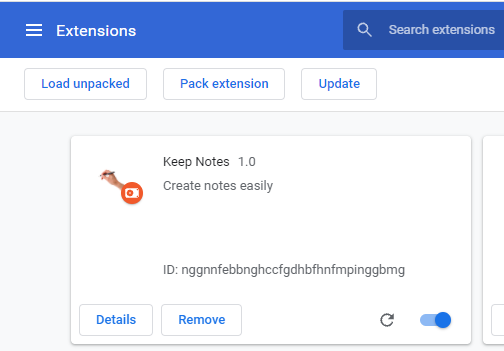 Extensions
Search extensions
Load unpacked
Pack extension
Update
Keep Notes 1.0
Create notes easily
ID: nggnnfebbnghccfgdhbfhnfmpinggbmg
Details
Remove